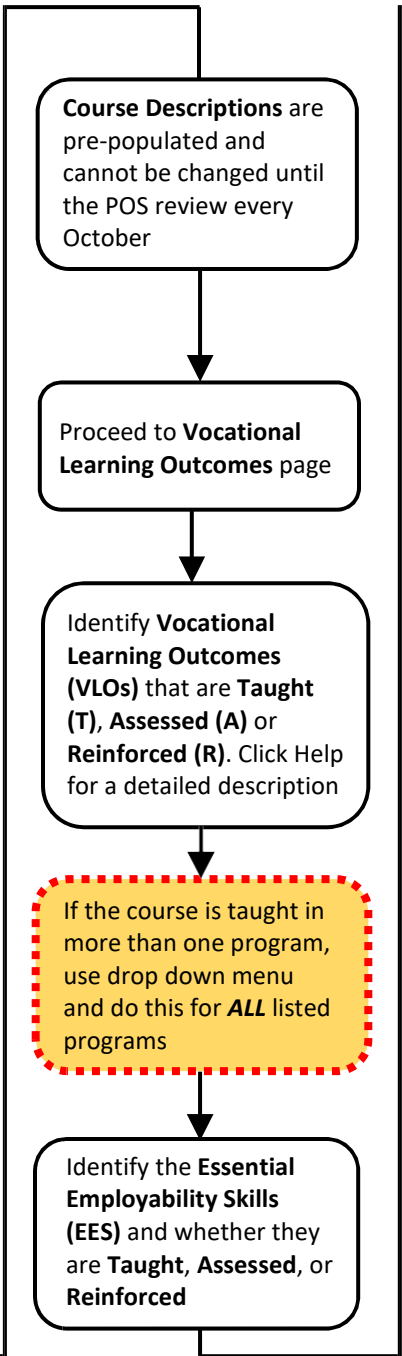 Course Descriptions are
pre-populated and
cannot be changed until
the POS review every
October
Proceed to Vocational
Learning Outcomes page
Identify Vocational
Learning Outcomes
(VLOs) that are Taught
(T), Assessed (A) or
Reinforced (R). Click Help
for a detailed description
If the course is taught in
more than one program,
use drop down menu
and do this for ALL listed
programs
Identify the Essential
Employability Skills
(EES) and whether they
are Taught, Assessed, or
Reinforced